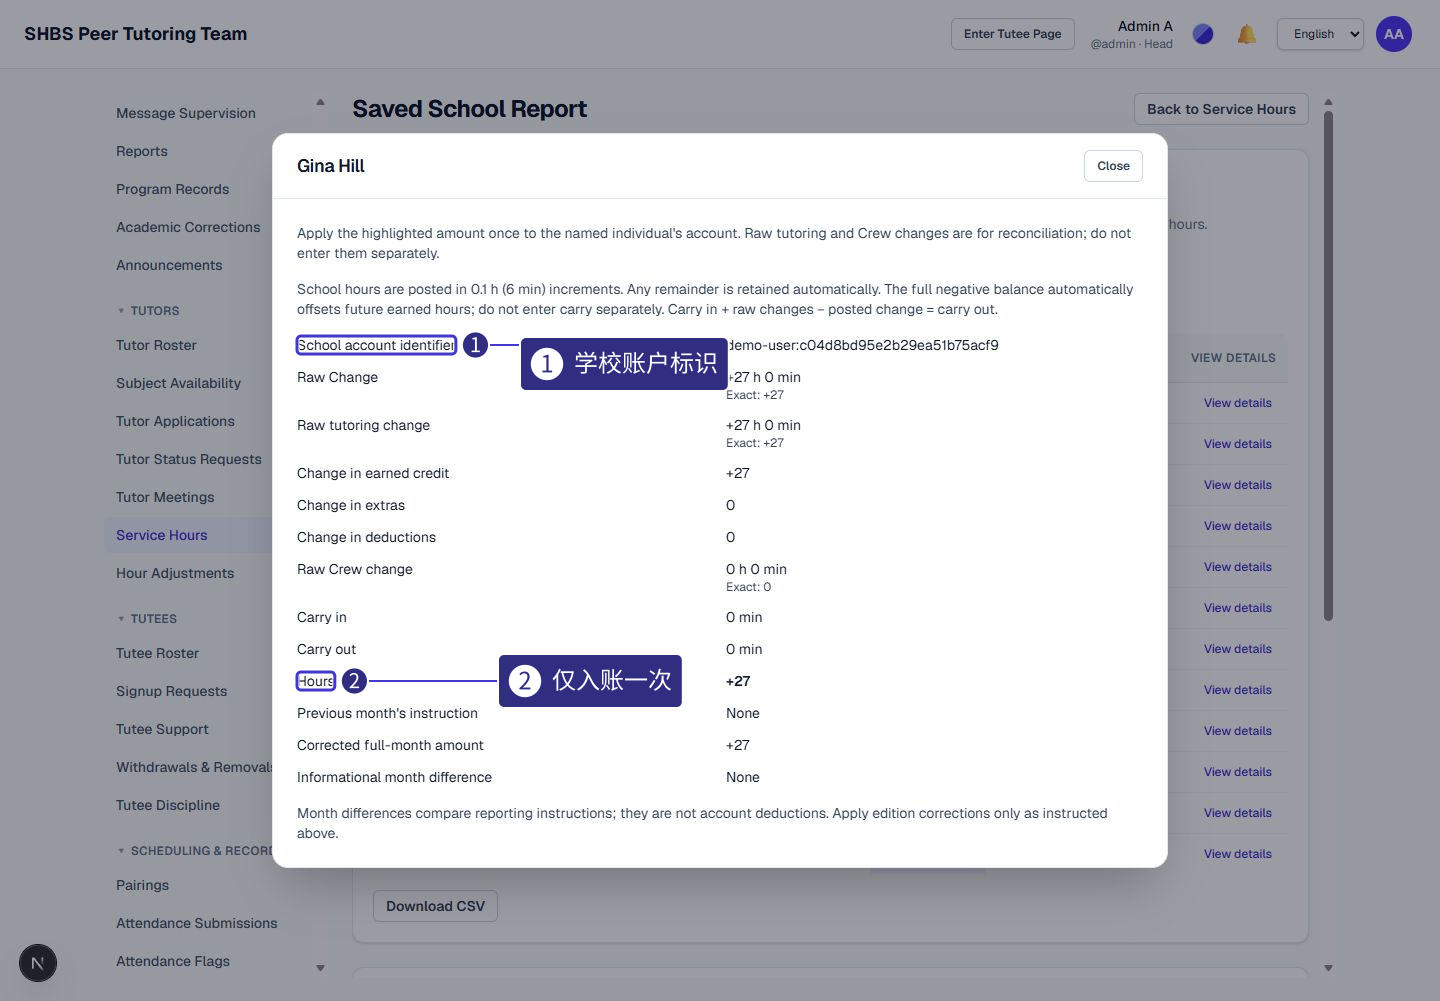 SHBS Peer Tutoring Team
Enter Tutee Page
Admin A
@admin · Head
English
AA
Message Supervision
Reports
Program Records
Academic Corrections
Announcements
TUTORS
Tutor Roster
Subject Availability
Tutor Applications
Tutor Status Requests
Tutor Meetings
Service Hours
Hour Adjustments
TUTEES
Tutee Roster
Signup Requests
Tutee Support
Withdrawals & Removals
Tutee Discipline
SCHEDULING & RECORD
Pairings
Attendance Submissions
Attendance Flags
N
Saved School Report
Back to Service Hours
hours.
VIEW DETAILS
View details
View details
View details
View details
View details
View details
View details
View details
View details
View details
View details
View details
Download CSV
Gina Hill
Close
Apply the highlighted amount once to the named individual's account. Raw tutoring and Crew changes are for reconciliation; do not
enter them separately.
School hours are posted in 0.1 h (6 min) increments. Any remainder is retained automatically. The full negative balance automatically
offsets future earned hours; do not enter carry separately. Carry in + raw changes − posted change = carry out.
School account identifier 1 1 学校账户标识 demo-user:c04d8bd95e2b29ea51b75acf9
Raw Change +27 h 0 min
Exact: +27
Raw tutoring change +27 h 0 min
Exact: +27
Change in earned credit +27
Change in extras 0
Change in deductions 0
Raw Crew change 0 h 0 min
Exact: 0
Carry in 0 min
Carry out 0 min
Hours 2 2 仅入账一次 +27
Previous month's instruction None
Corrected full-month amount +27
Informational month difference None
Month differences compare reporting instructions; they are not account deductions. Apply edition corrections only as instructed
above.